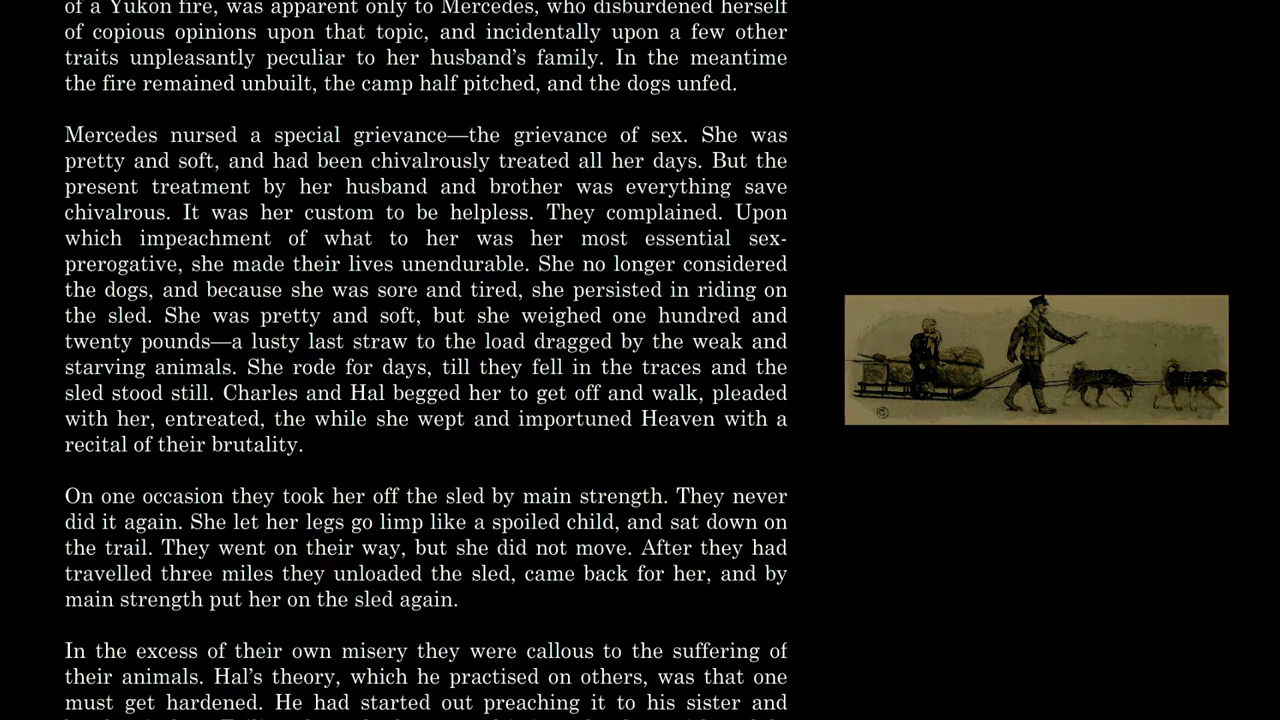 of a Yukon fire, was apparent only to Mercedes, who disburdened herself
of copious opinions upon that topic, and incidentally upon a few other
traits unpleasantly peculiar to her husband's family. In the meantime
the fire remained unbuilt, the camp half pitched, and the dogs unfed.
Mercedes nursed a special grievance—the grievance of sex. She was
pretty and soft, and had been chivalrously treated all her days. But the
present treatment by her husband and brother was everything save
chivalrous. It was her custom to be helpless. They complained. Upon
which impeachment of what to her was her most essential sex-
prerogative, she made their lives unendurable. She no longer considered
the dogs, and because she was sore and tired, she persisted in riding on
the sled. She was pretty and soft, but she weighed one hundred and
twenty pounds—a lusty last straw to the load dragged by the weak and
starving animals. She rode for days, till they fell in the traces and the
sled stood still. Charles and Hal begged her to get off and walk, pleaded
with her, entreated, the while she wept and importuned Heaven with a
recital of their brutality.
On one occasion they took her off the sled by main strength. They never
did it again. She let her legs go limp like a spoiled child, and sat down on
the trail. They went on their way, but she did not move. After they had
travelled three miles they unloaded the sled, came back for her, and by
main strength put her on the sled again.
In the excess of their own misery they were callous to the suffering of
their animals. Hal's theory, which he practised on others, was that one
must get hardened. He had started out preaching it to his sister and